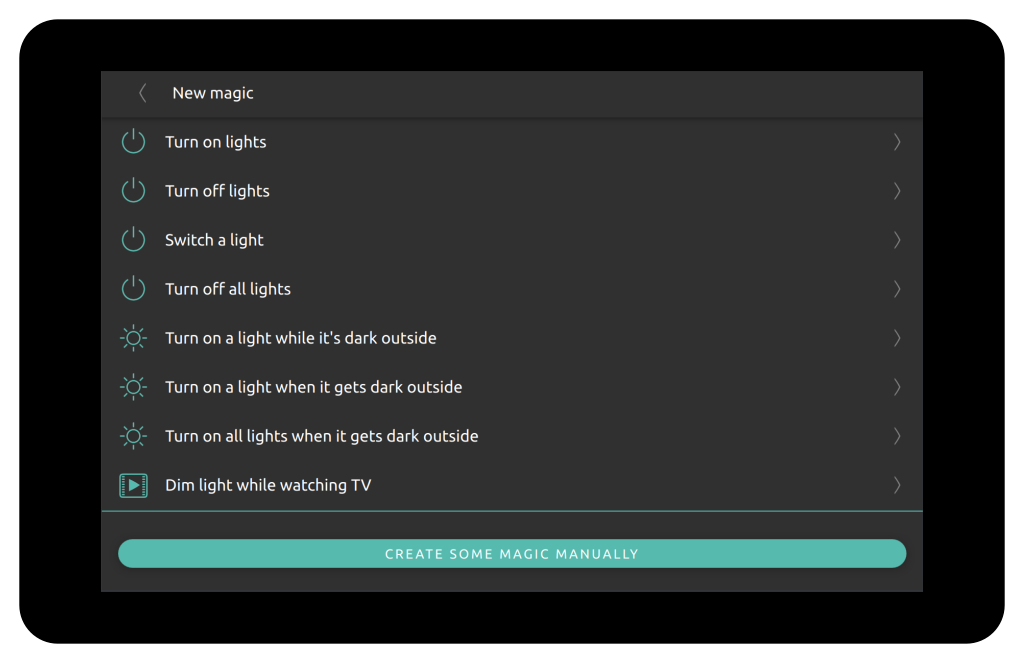 New magic
Turn on lights
Turn off lights
Switch a light
Turn off all lights
Turn on a light while it's dark outside
Turn on a light when it gets dark outside
Turn on all lights when it gets dark outside
Dim light while watching TV
CREATE SOME MAGIC MANUALLY